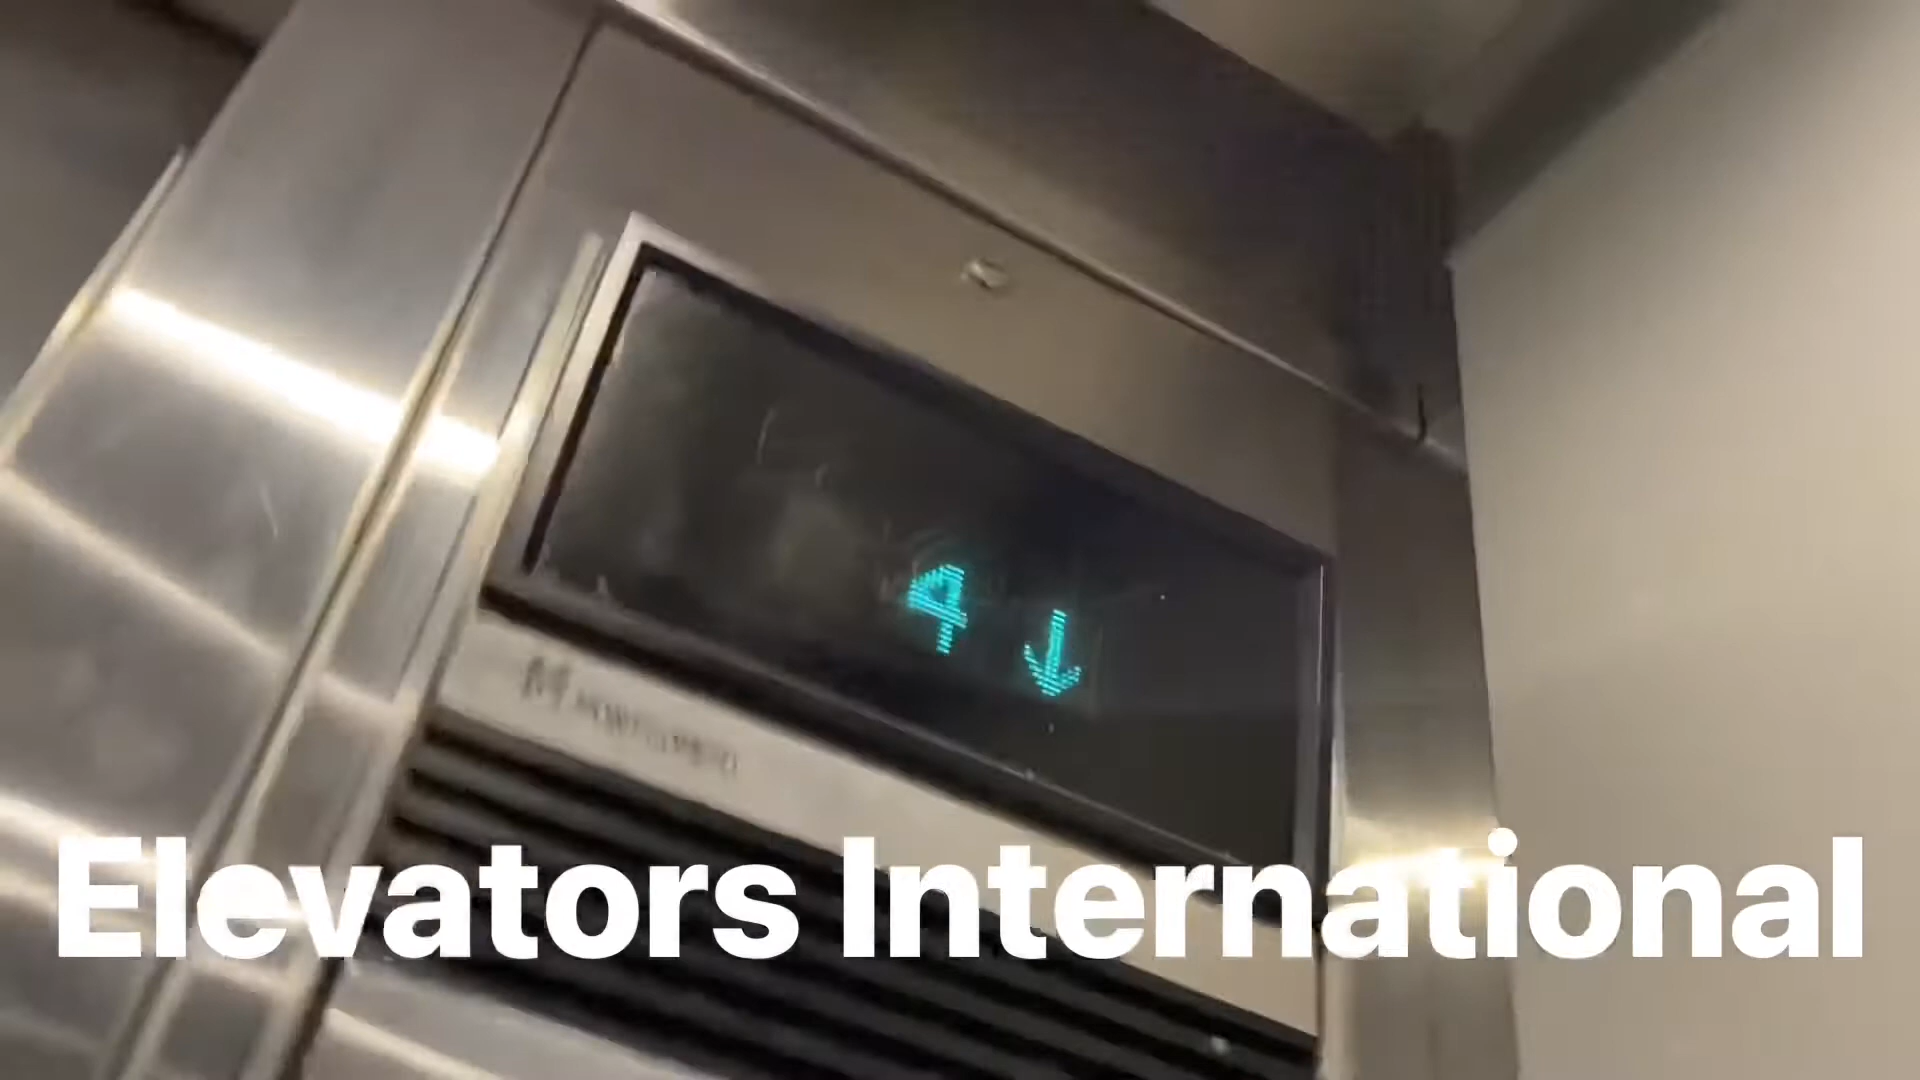 4 ↓
Elevators International